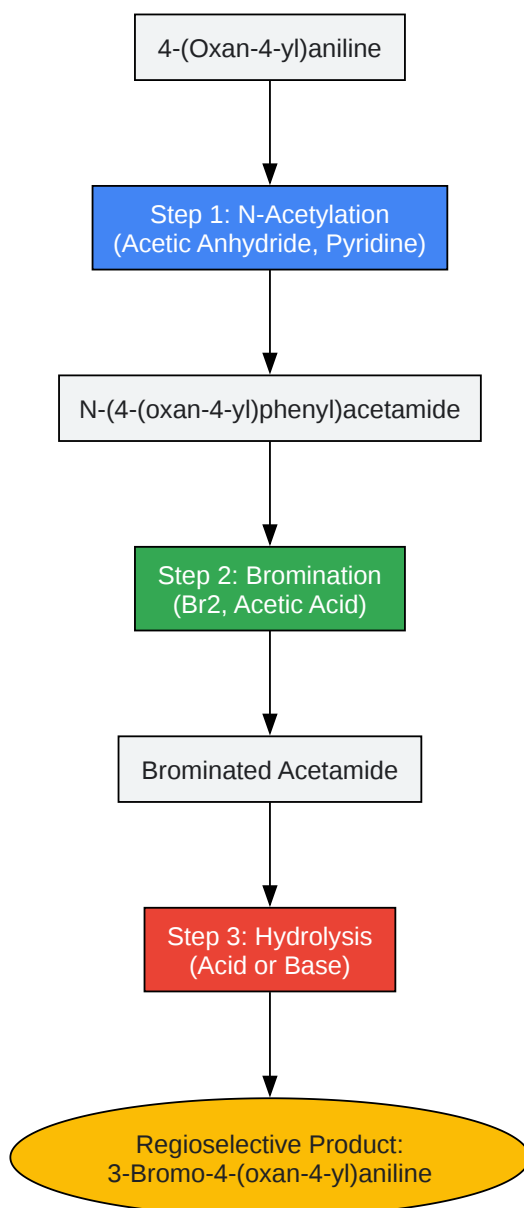 4-(Oxan-4-yl)aniline
Step 1: N-Acetylation
(Acetic Anhydride, Pyridine)
N-(4-(oxan-4-yl)phenyl)acetamide
Step 2: Bromination
(Br2, Acetic Acid)
Brominated Acetamide
Step 3: Hydrolysis
(Acid or Base)
Regioselective Product:
3-Bromo-4-(oxan-4-yl)aniline